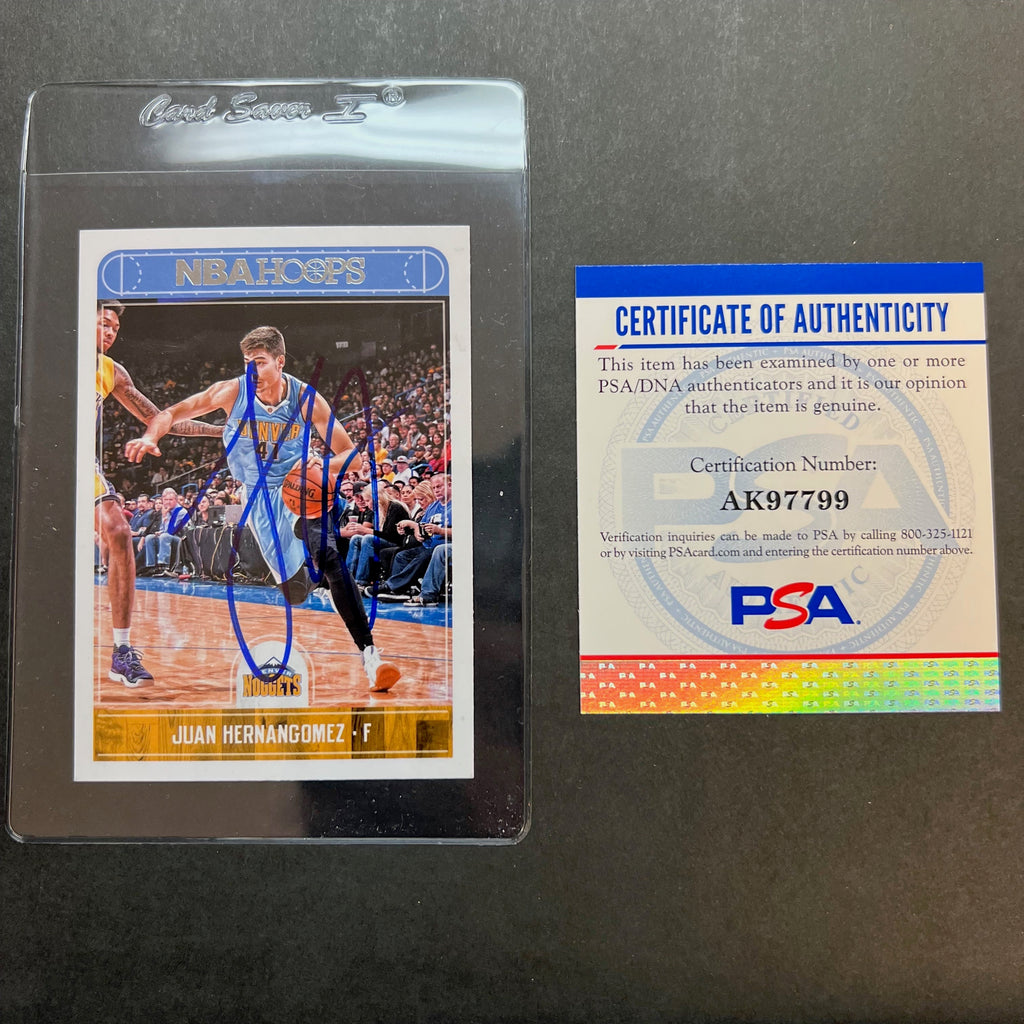 Card Saver I®
NBA HOOPS
DENVER
41
SPALDING
NUGGETS
JUAN HERNANGOMEZ · F
CERTIFICATE OF AUTHENTICITY
This item has been examined by one or more
PSA/DNA authenticators and it is our opinion
that the item is genuine.
Certification Number:
AK97799
Verification inquiries can be made to PSA by calling 800-325-1121
or by visiting PSAcard.com and entering the certification number above.
PSA®